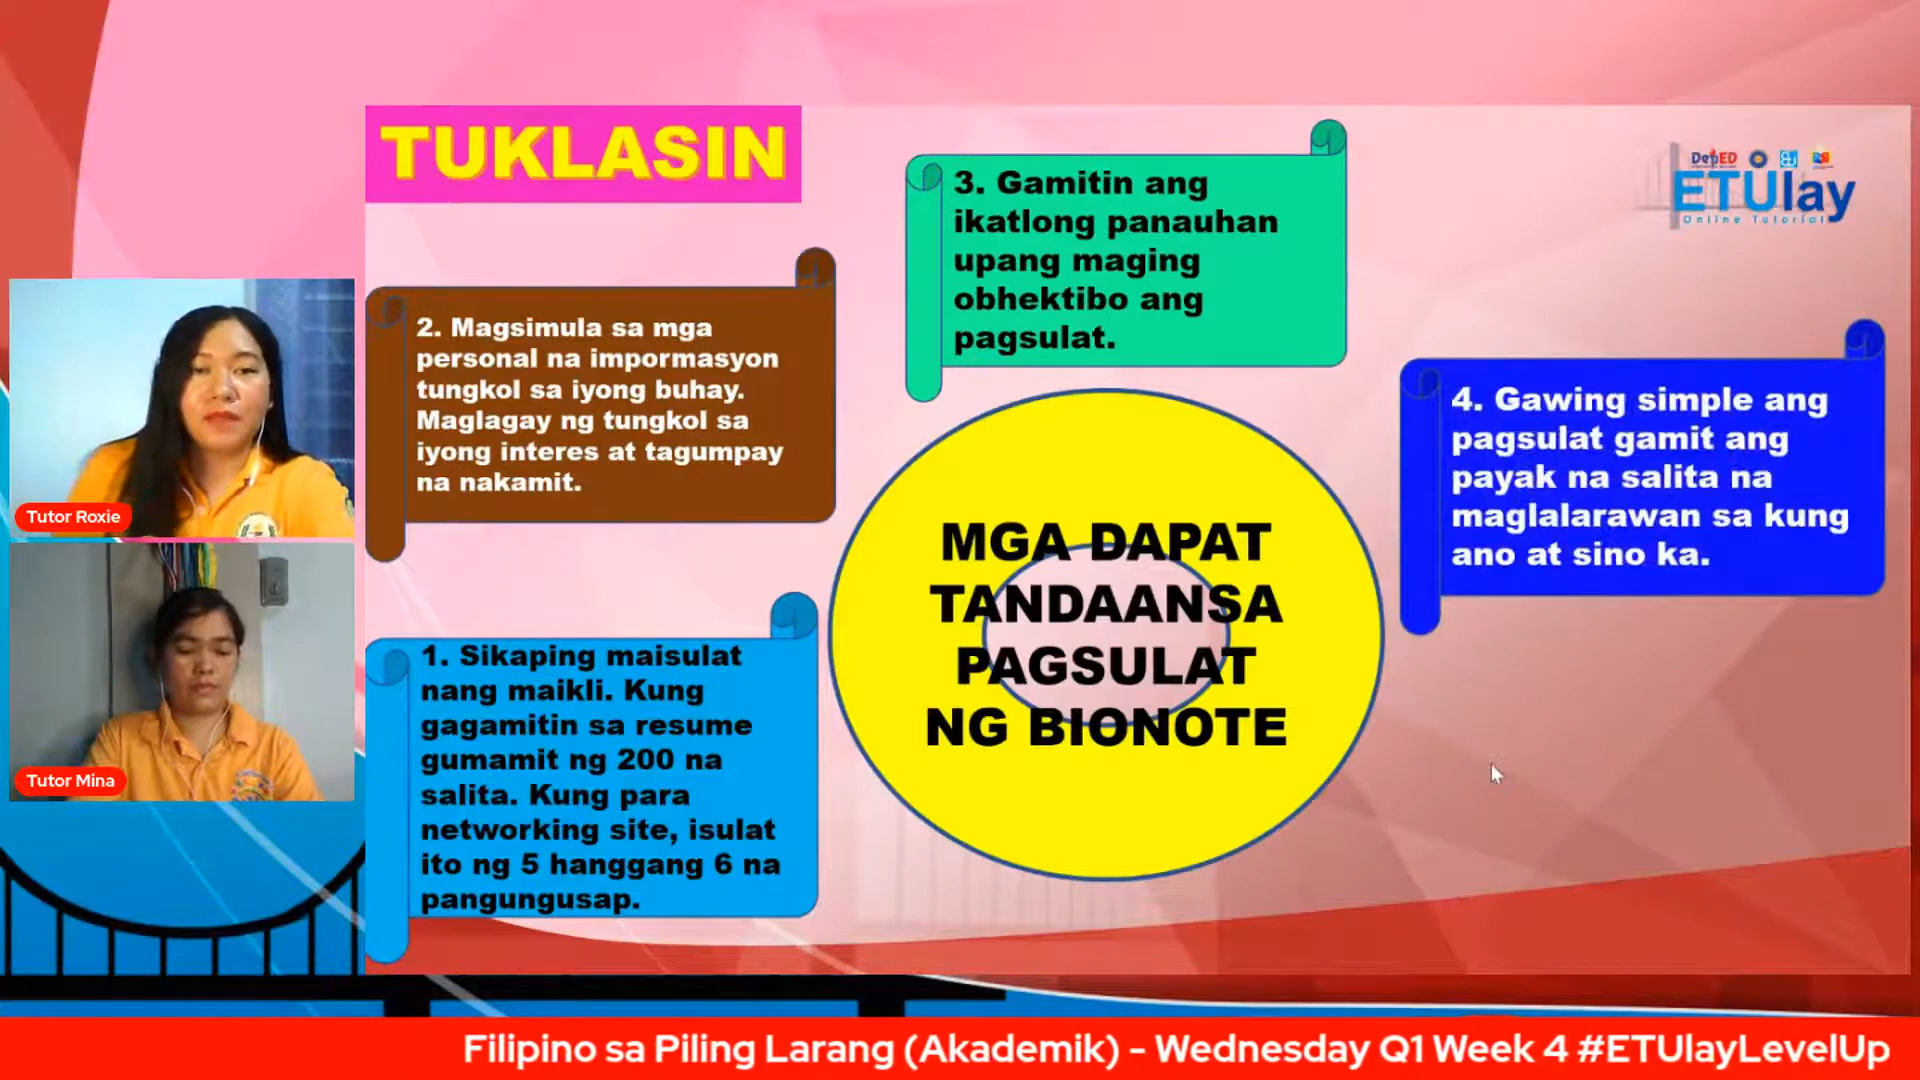 TUKLASIN
DepED
ETUlay
Online Tutorial
3. Gamitin ang
ikatlong panauhan
upang maging
obhektibo ang
pagsulat.
2. Magsimula sa mga
personal na impormasyon
tungkol sa iyong buhay.
Maglagay ng tungkol sa
iyong interes at tagumpay
na nakamit.
4. Gawing simple ang
pagsulat gamit ang
payak na salita na
maglalarawan sa kung
ano at sino ka.
MGA DAPAT
TANDAANSA
PAGSULAT
NG BIONOTE
1. Sikaping maisulat
nang maikli. Kung
gagamitin sa resume
gumamit ng 200 na
salita. Kung para
networking site, isulat
ito ng 5 hanggang 6 na
pangungusap.
Tutor Roxie
Tutor Mina
Filipino sa Piling Larang (Akademik) - Wednesday Q1 Week 4 #ETUlayLevelUp